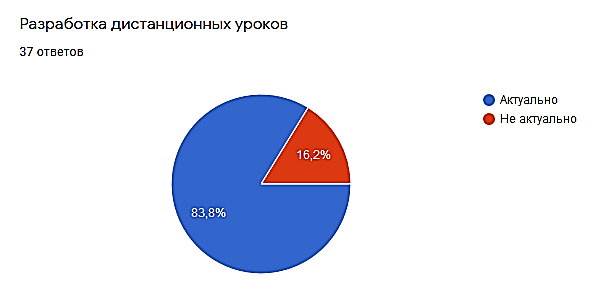 Разработка дистанционных уроков
37 ответов
Актуально
Не актуально
16,2%
83,8%